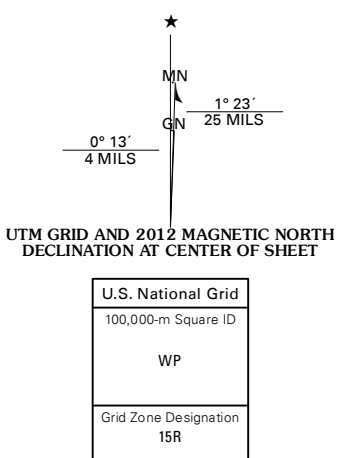 ★
MN
1° 23´
25 MILS
GN
0° 13´
4 MILS
UTM GRID AND 2012 MAGNETIC NORTH
DECLINATION AT CENTER OF SHEET
U.S. National Grid
100,000-m Square ID
WP
Grid Zone Designation
15R